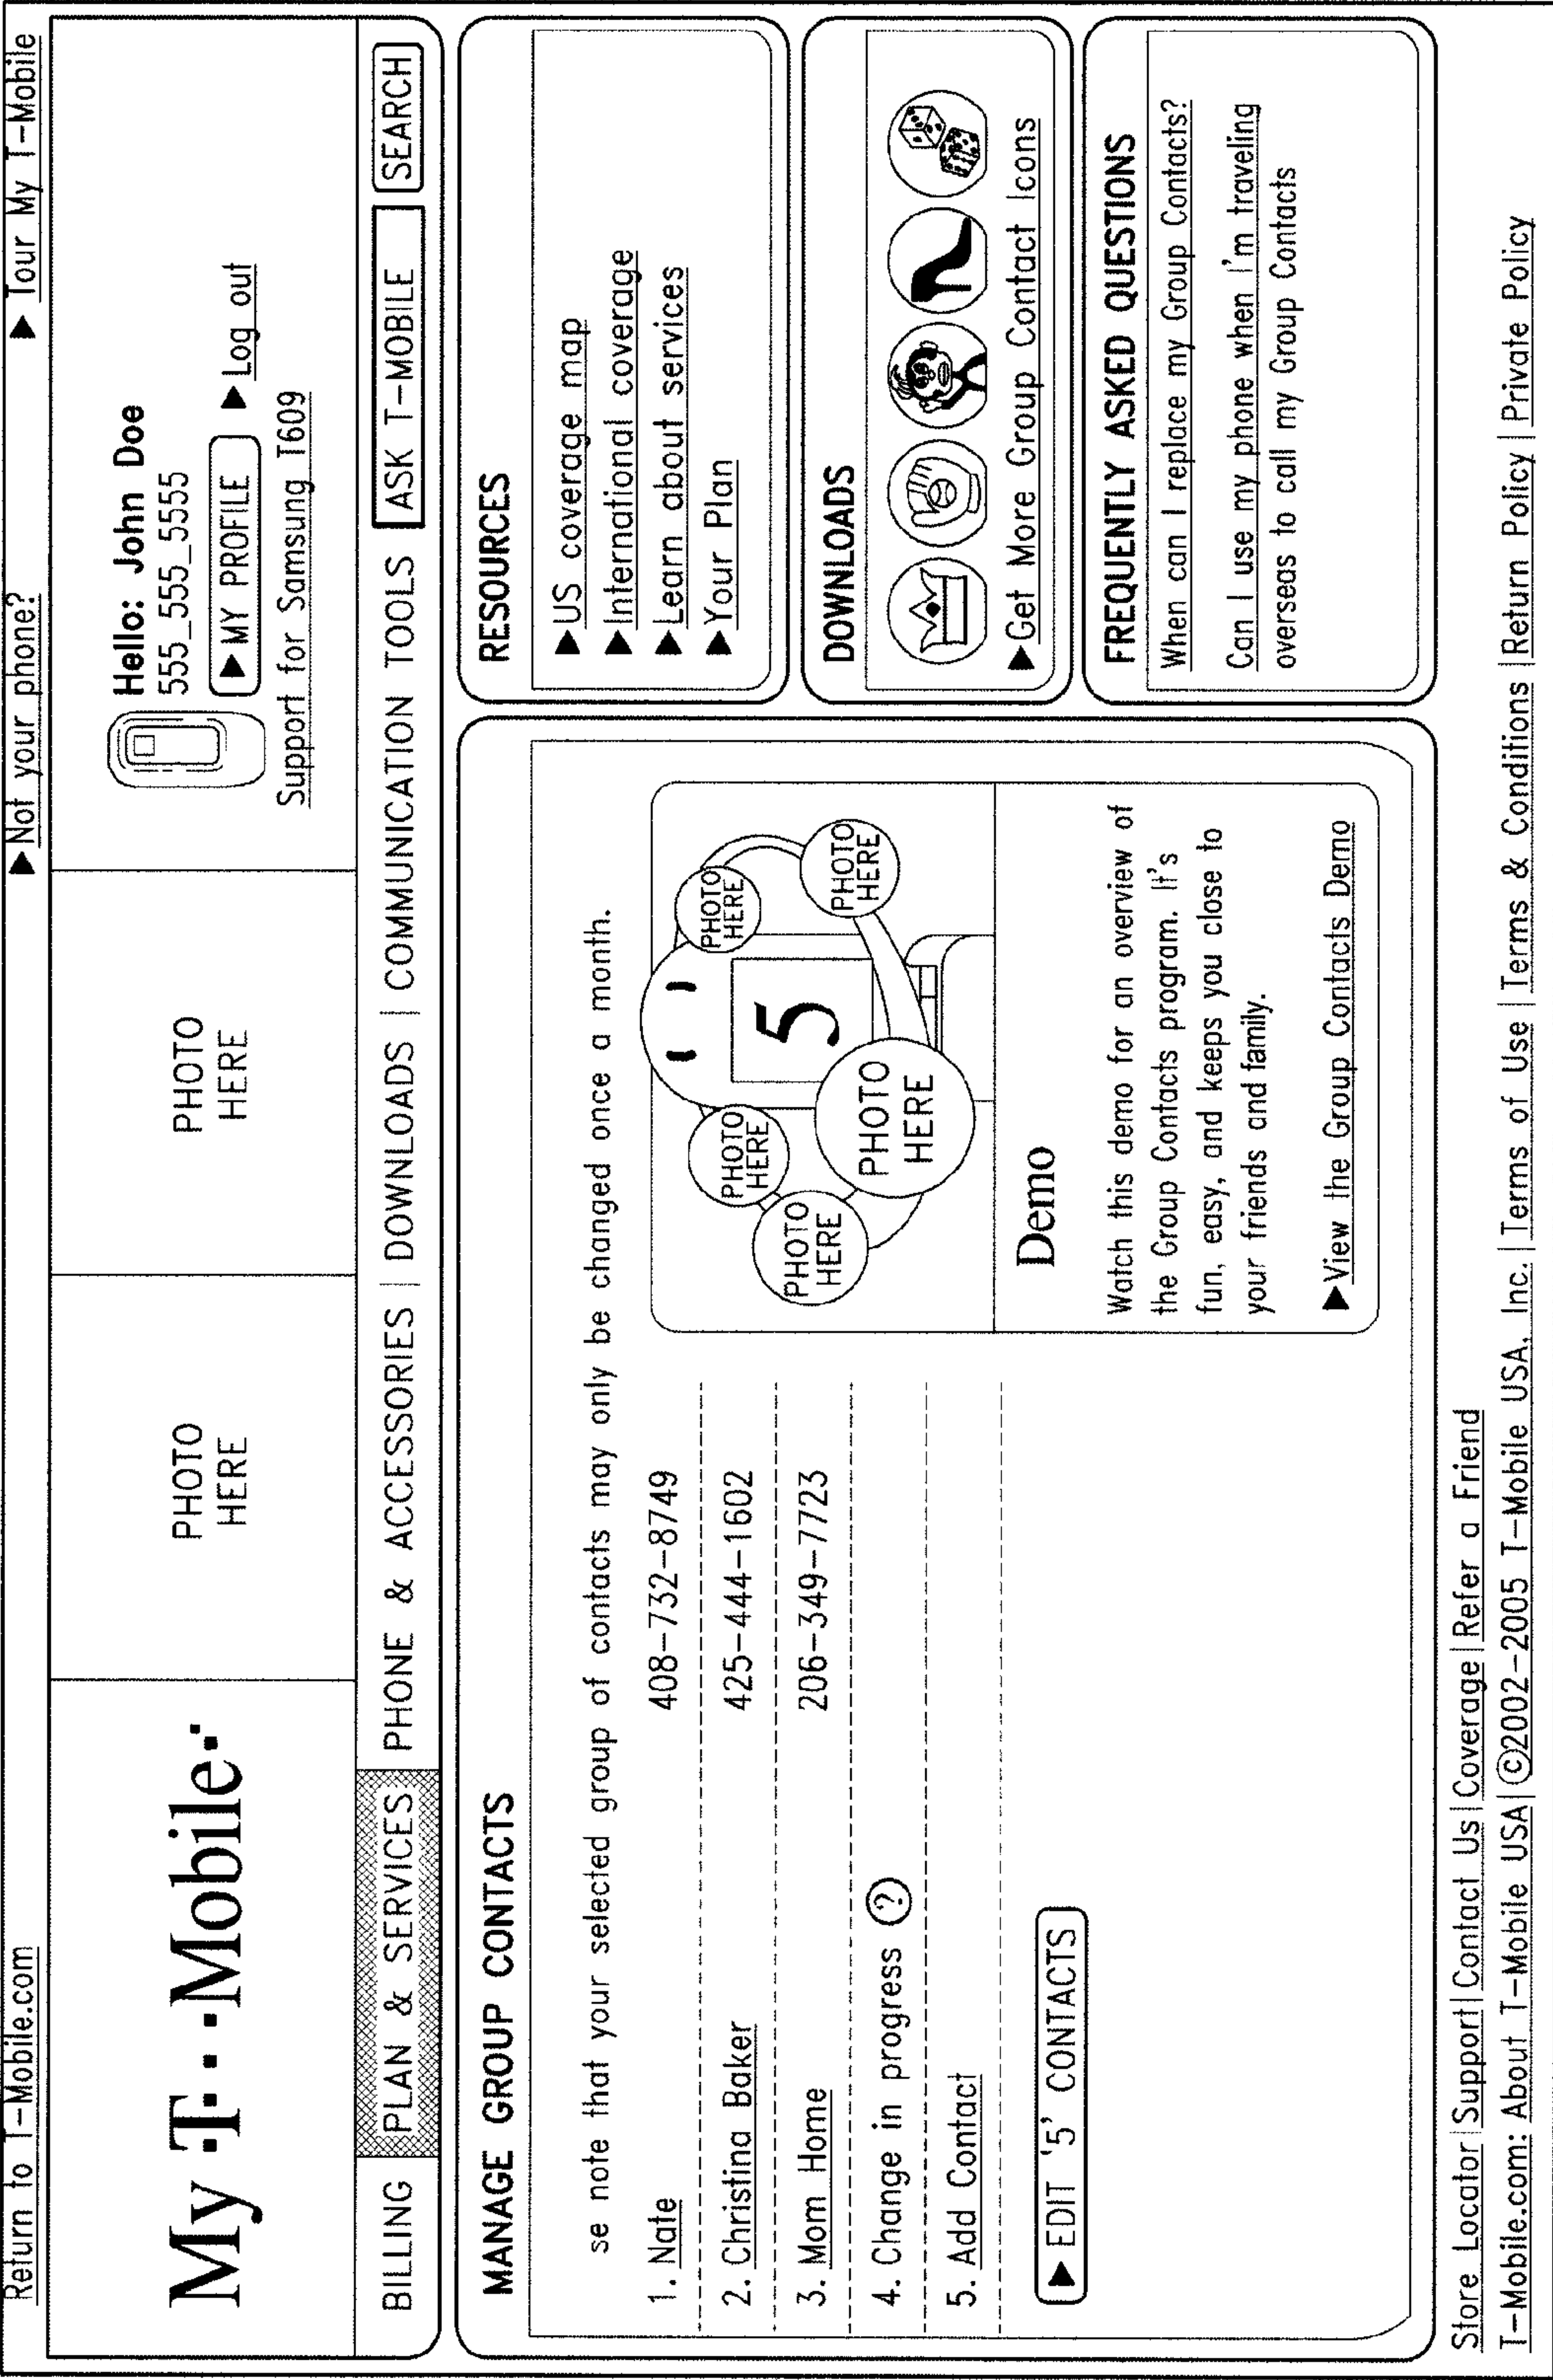 Return to T-Mobile.com
Not your phone?
Tour My T-Mobile
My T···Mobile··
PHOTO
HERE
PHOTO
HERE
Hello: John Doe
555_555_5555
MY PROFILE
Log out
Support for Samsung T609
BILLING
PLAN & SERVICES
PHONE & ACCESSORIES
DOWNLOADS
COMMUNICATION TOOLS
ASK T-MOBILE
SEARCH
MANAGE GROUP CONTACTS
se note that your selected group of contacts may only be changed once a month.
1. Nate 408-732-8749
2. Christina Baker 425-444-1602
3. Mom Home 206-349-7723
4. Change in progress ?
5. Add Contact
EDIT '5' CONTACTS
PHOTO
HERE
PHOTO
HERE
5
PHOTO
HERE
PHOTO
HERE
PHOTO
HERE
Demo
Watch this demo for an overview of
the Group Contacts program. It's
fun, easy, and keeps you close to
your friends and family.
View the Group Contacts Demo
RESOURCES
US coverage map
International coverage
Learn about services
Your Plan
DOWNLOADS
Get More Group Contact Icons
FREQUENTLY ASKED QUESTIONS
When can I replace my Group Contacts?
Can I use my phone when I'm traveling
overseas to call my Group Contacts
Store Locator|Support|Contact Us|Coverage|Refer a Friend
T-Mobile.com: About T-Mobile USA|©2002-2005 T-Mobile USA, Inc.|Terms of Use|Terms & Conditions|Return Policy|Private Policy